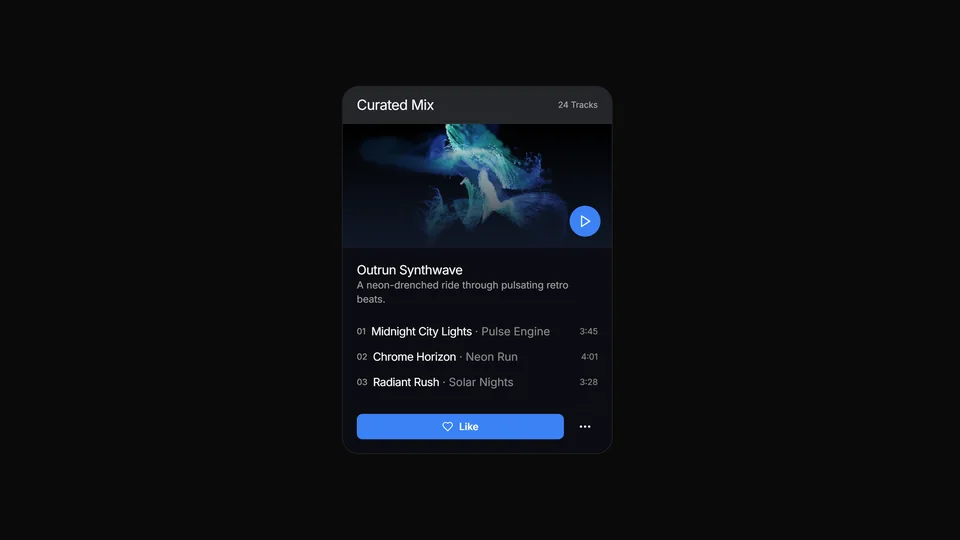 Curated Mix
24 Tracks
Outrun Synthwave
A neon-drenched ride through pulsating retro
beats.
01 Midnight City Lights · Pulse Engine 3:45
02 Chrome Horizon · Neon Run 4:01
03 Radiant Rush · Solar Nights 3:28
Like